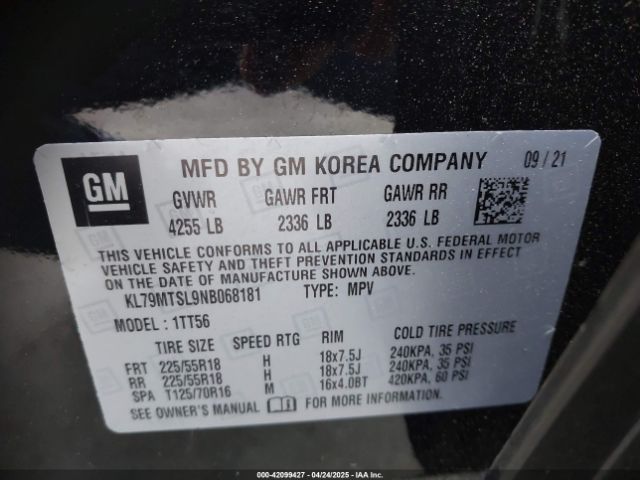 GM
MFD BY GM KOREA COMPANY 09/21
GVWR GAWR FRT GAWR RR
4255 LB 2336 LB 2336 LB
THIS VEHICLE CONFORMS TO ALL APPLICABLE U.S. FEDERAL MOTOR
VEHICLE SAFETY AND THEFT PREVENTION STANDARDS IN EFFECT
ON THE DATE OF MANUFACTURE SHOWN ABOVE.
KL79MTSL9NB068181 TYPE: MPV
MODEL : 1TT56
TIRE SIZE SPEED RTG RIM COLD TIRE PRESSURE
FRT 225/55R18 H 18x7.5J 240KPA, 35 PSI
RR 225/55R18 H 18x7.5J 240KPA, 35 PSI
SPA T125/70R16 M 16x4.0BT 420KPA, 60 PSI
SEE OWNER'S MANUAL FOR MORE INFORMATION.
000-42099427 - 04/24/2025 - IAA, Inc.